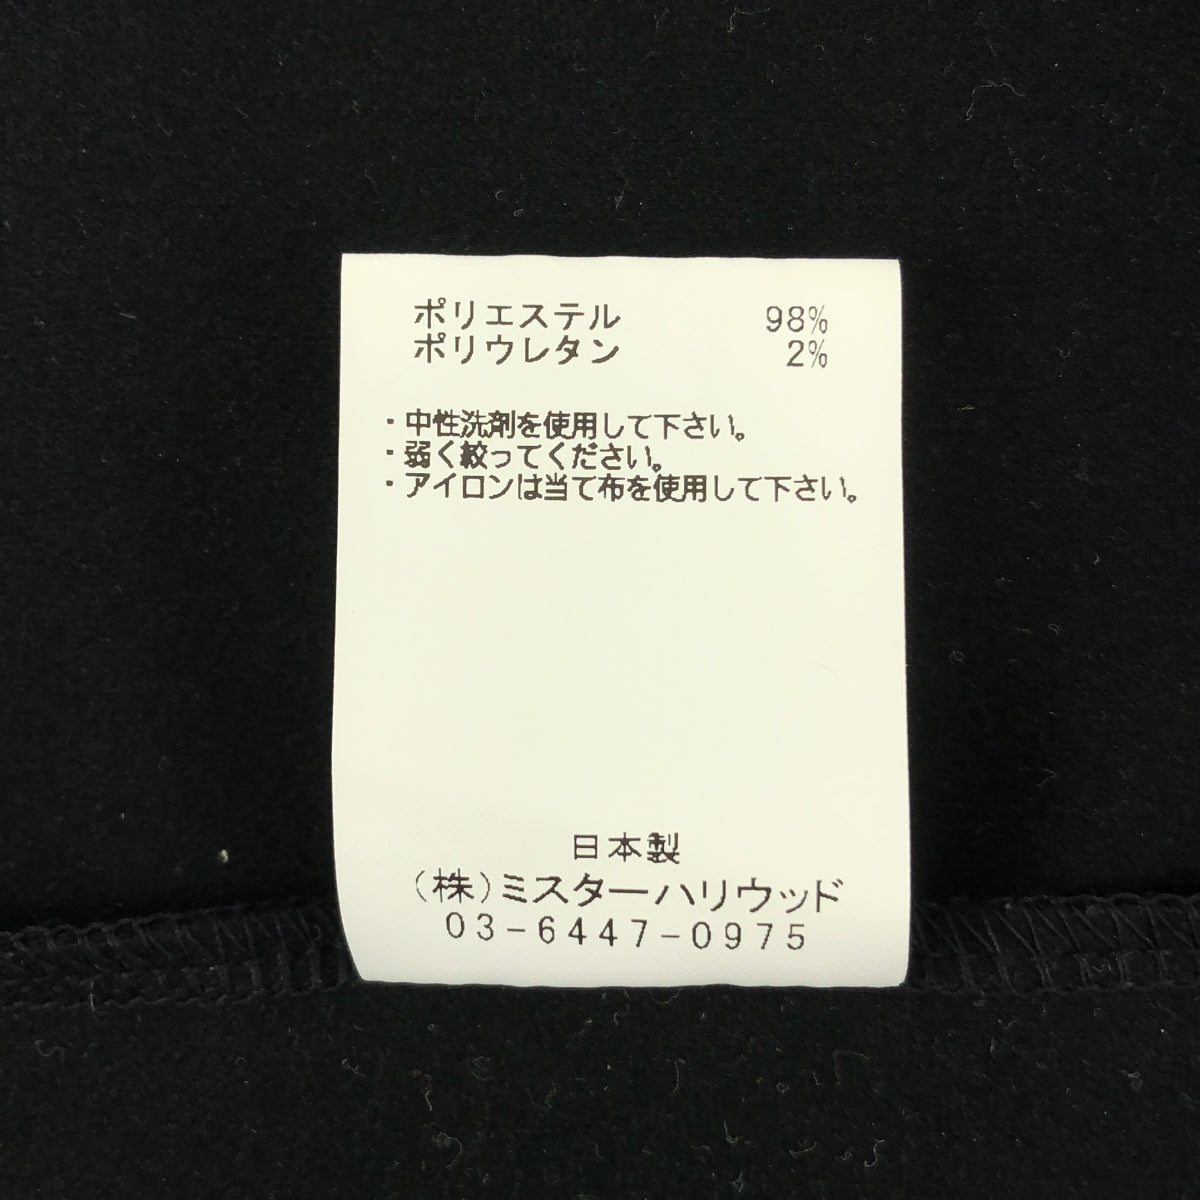 ポリエステル 98%
ポリウレタン 2%
・中性洗剤を使用して下さい。
・弱く絞ってください。
・アイロンは当て布を使用して下さい。
日本製
(株)ミスターハリウッド
03-6447-0975